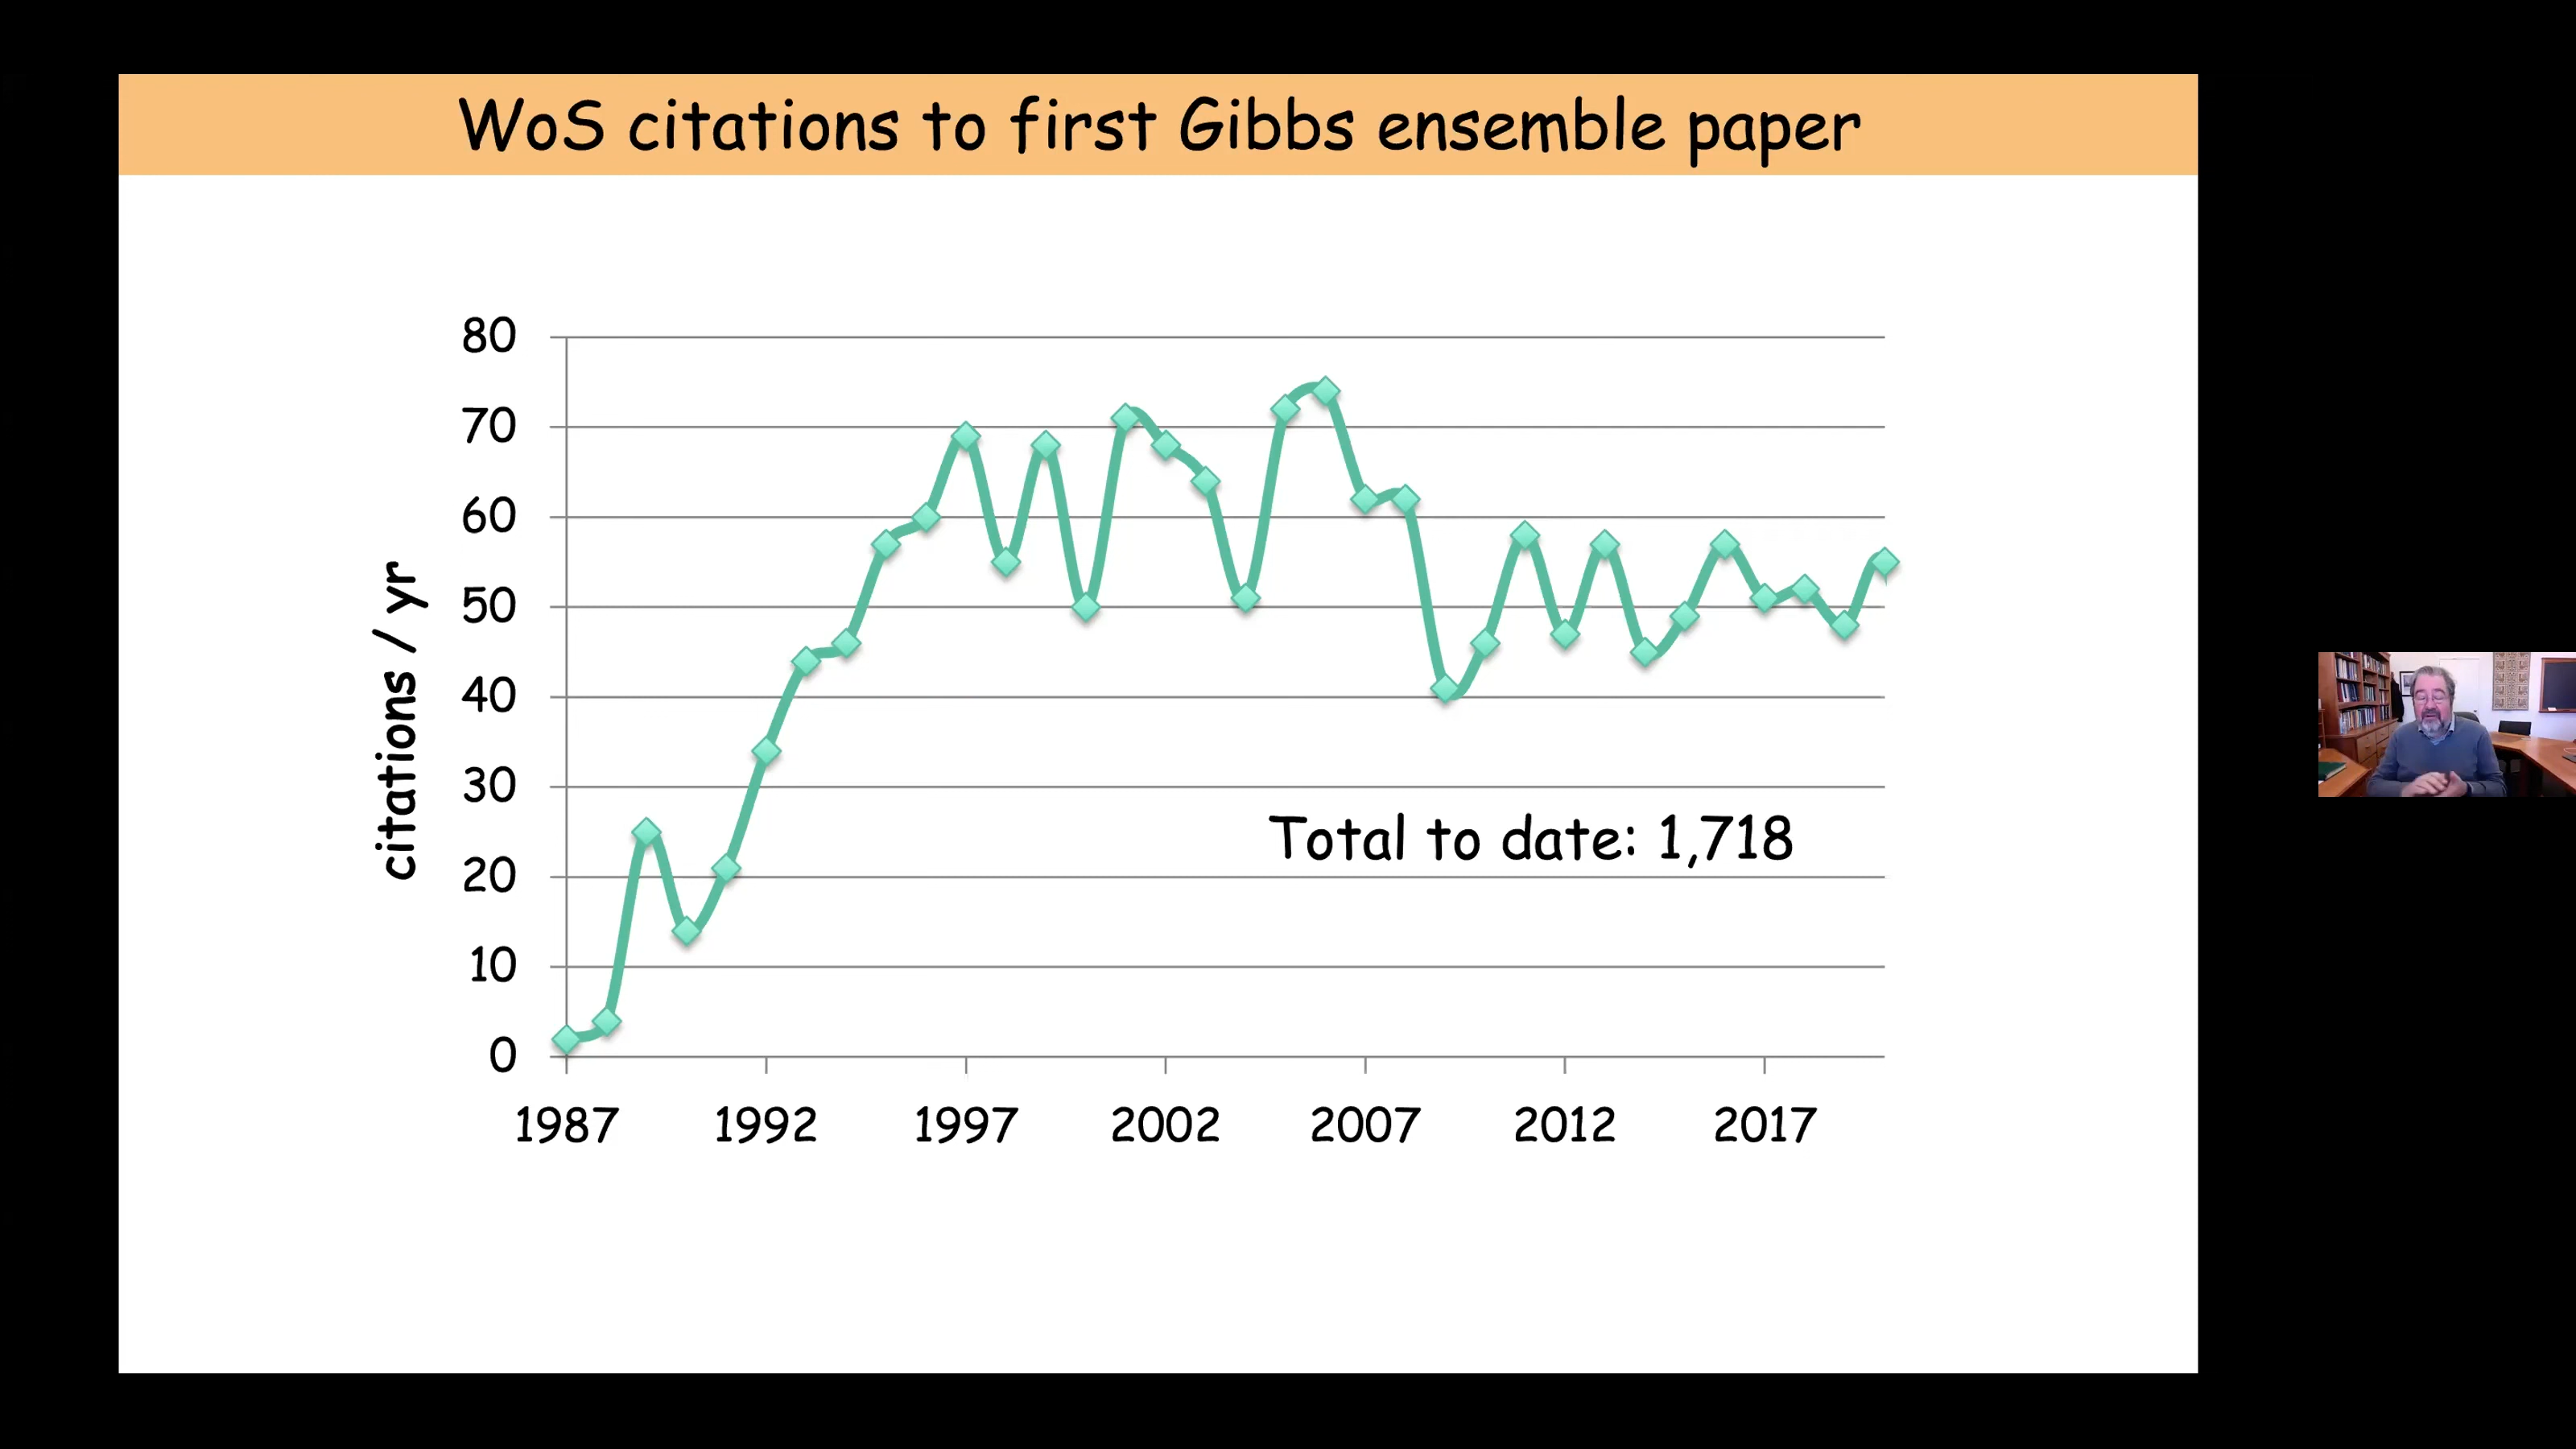 WoS citations to first Gibbs ensemble paper
80
70
60
50
40
30
20
10
0
citations / yr
Total to date: 1,718
1987 1992 1997 2002 2007 2012 2017